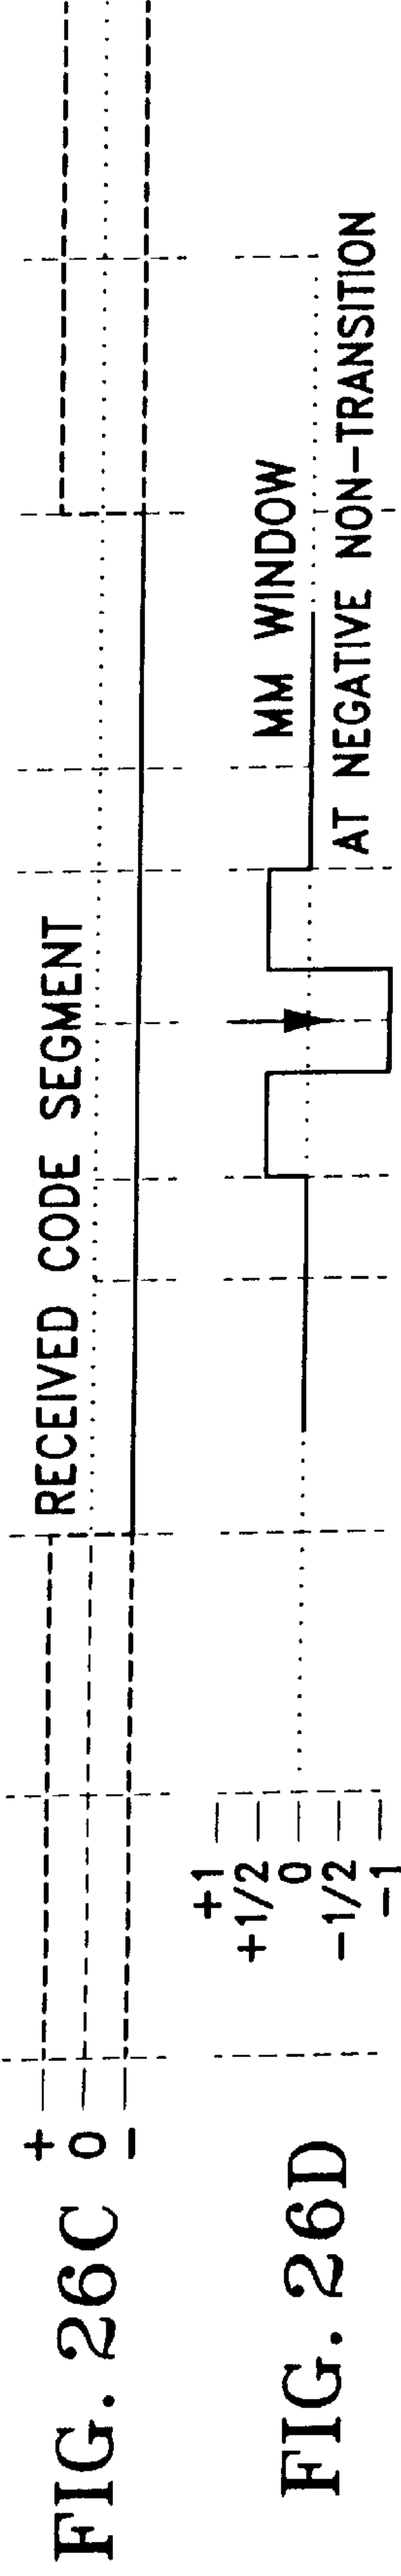 FIG. 26C
+
0
−
RECEIVED CODE SEGMENT
FIG. 26D
+1
+1/2
0
−1/2
−1
MM WINDOW
AT NEGATIVE NON−TRANSITION